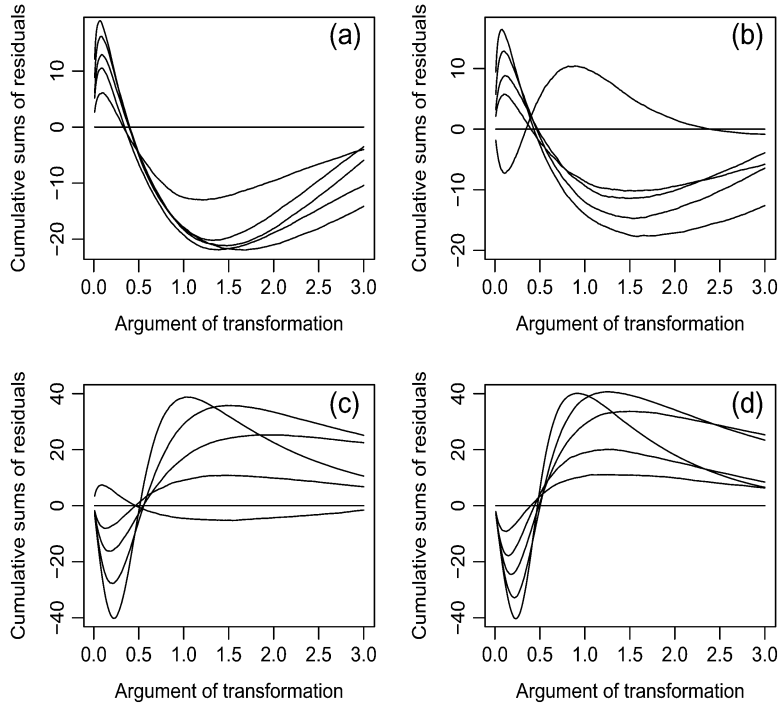 (a)
Cumulative sums of residuals
10
0
−10
−20
0.0 0.5 1.0 1.5 2.0 2.5 3.0
Argument of transformation
(b)
Cumulative sums of residuals
10
0
−10
−20
0.0 0.5 1.0 1.5 2.0 2.5 3.0
Argument of transformation
(c)
Cumulative sums of residuals
40
20
0
−20
−40
0.0 0.5 1.0 1.5 2.0 2.5 3.0
Argument of transformation
(d)
Cumulative sums of residuals
40
20
0
−20
−40
0.0 0.5 1.0 1.5 2.0 2.5 3.0
Argument of transformation